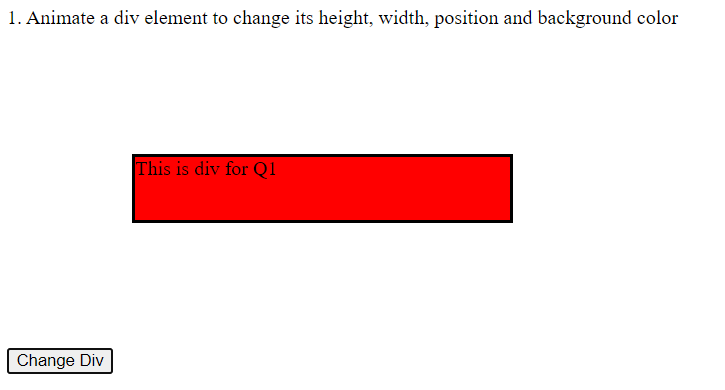 1. Animate a div element to change its height, width, position and background color
This is div for Q1
Change Div